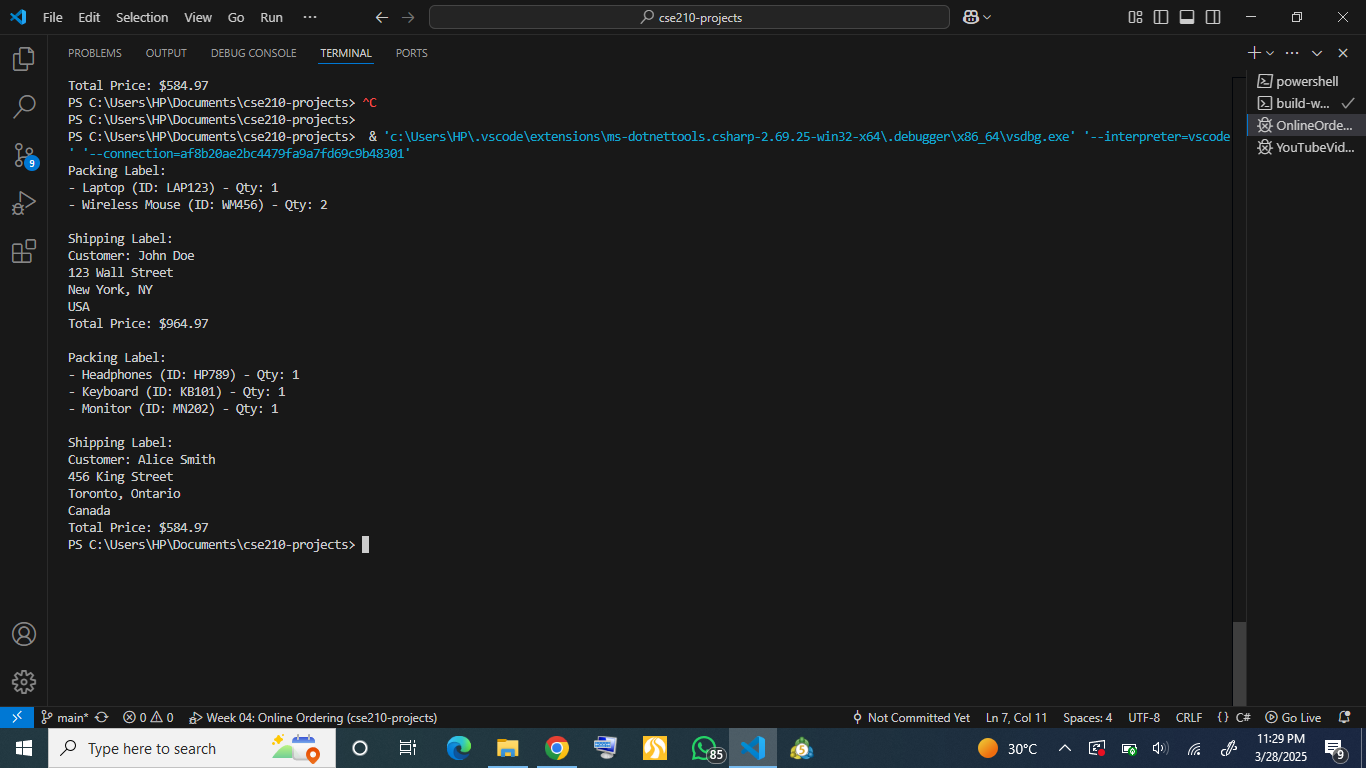 File Edit Selection View Go Run ··· cse210-projects
PROBLEMS OUTPUT DEBUG CONSOLE TERMINAL PORTS
Total Price: $584.97
PS C:\Users\HP\Documents\cse210-projects> ^C
PS C:\Users\HP\Documents\cse210-projects>
PS C:\Users\HP\Documents\cse210-projects>  & 'c:\Users\HP\.vscode\extensions\ms-dotnettools.csharp-2.69.25-win32-x64\.debugger\x86_64\vsdbg.exe' '--interpreter=vscode
' '--connection=af8b20ae2bc4479fa9a7fd69c9b48301'
Packing Label:
- Laptop (ID: LAP123) - Qty: 1
- Wireless Mouse (ID: WM456) - Qty: 2
Shipping Label:
Customer: John Doe
123 Wall Street
New York, NY
USA
Total Price: $964.97
Packing Label:
- Headphones (ID: HP789) - Qty: 1
- Keyboard (ID: KB101) - Qty: 1
- Monitor (ID: MN202) - Qty: 1
Shipping Label:
Customer: Alice Smith
456 King Street
Toronto, Ontario
Canada
Total Price: $584.97
PS C:\Users\HP\Documents\cse210-projects>
powershell
build-w...
OnlineOrde...
YouTubeVid...
9
main* 0 0 Week 04: Online Ordering (cse210-projects) Not Committed Yet Ln 7, Col 11 Spaces: 4 UTF-8 CRLF {} C# Go Live
Type here to search 85 30°C 11:29 PM
3/28/2025 9